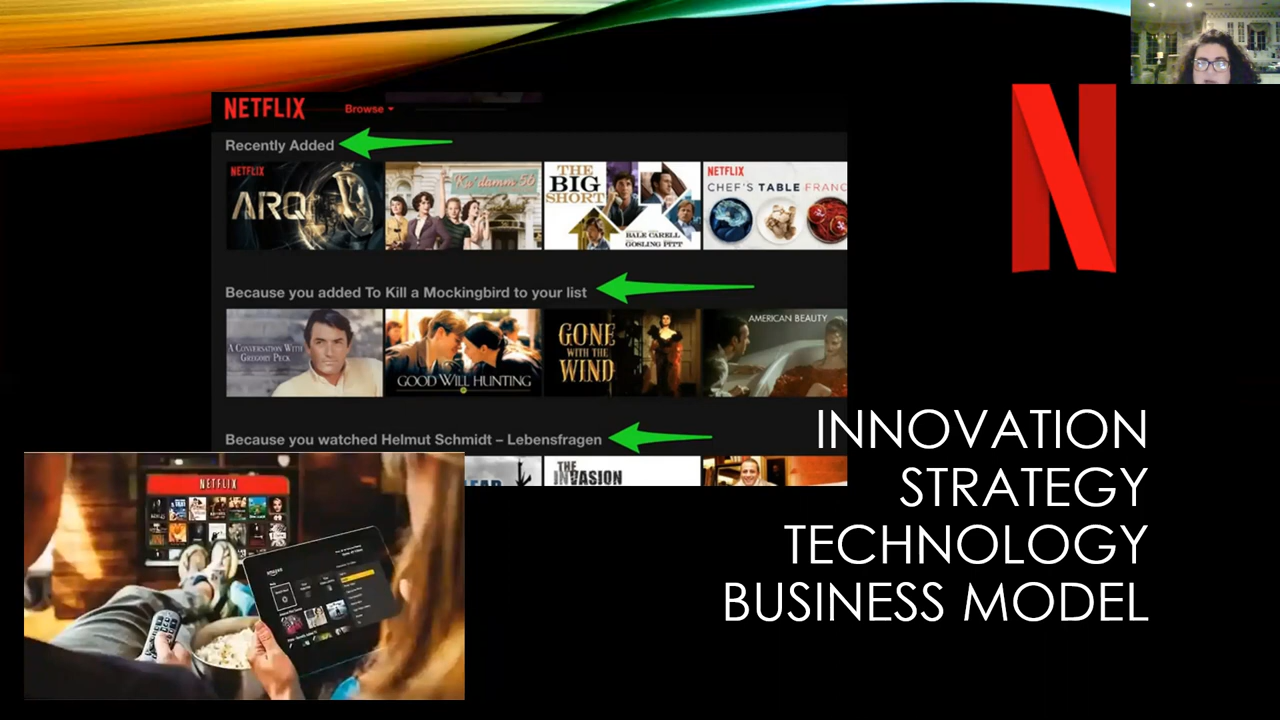 NETFLIX Browse
Recently Added
NETFLIX
ARQ
Ku'damm 56
THE
BIG
SHORT
BALE CARELL
GOSLING PITT
NETFLIX
CHEF'S TABLE FRANC
Because you added To Kill a Mockingbird to your list
A CONVERSATION WITH
GREGORY PECK
GOOD WILL HUNTING
GONE
WITH THE
WIND
AMERICAN BEAUTY
Because you watched Helmut Schmidt – Lebensfragen
THE
INVASION
INNOVATION
STRATEGY
TECHNOLOGY
BUSINESS MODEL
NETFLIX
amazon